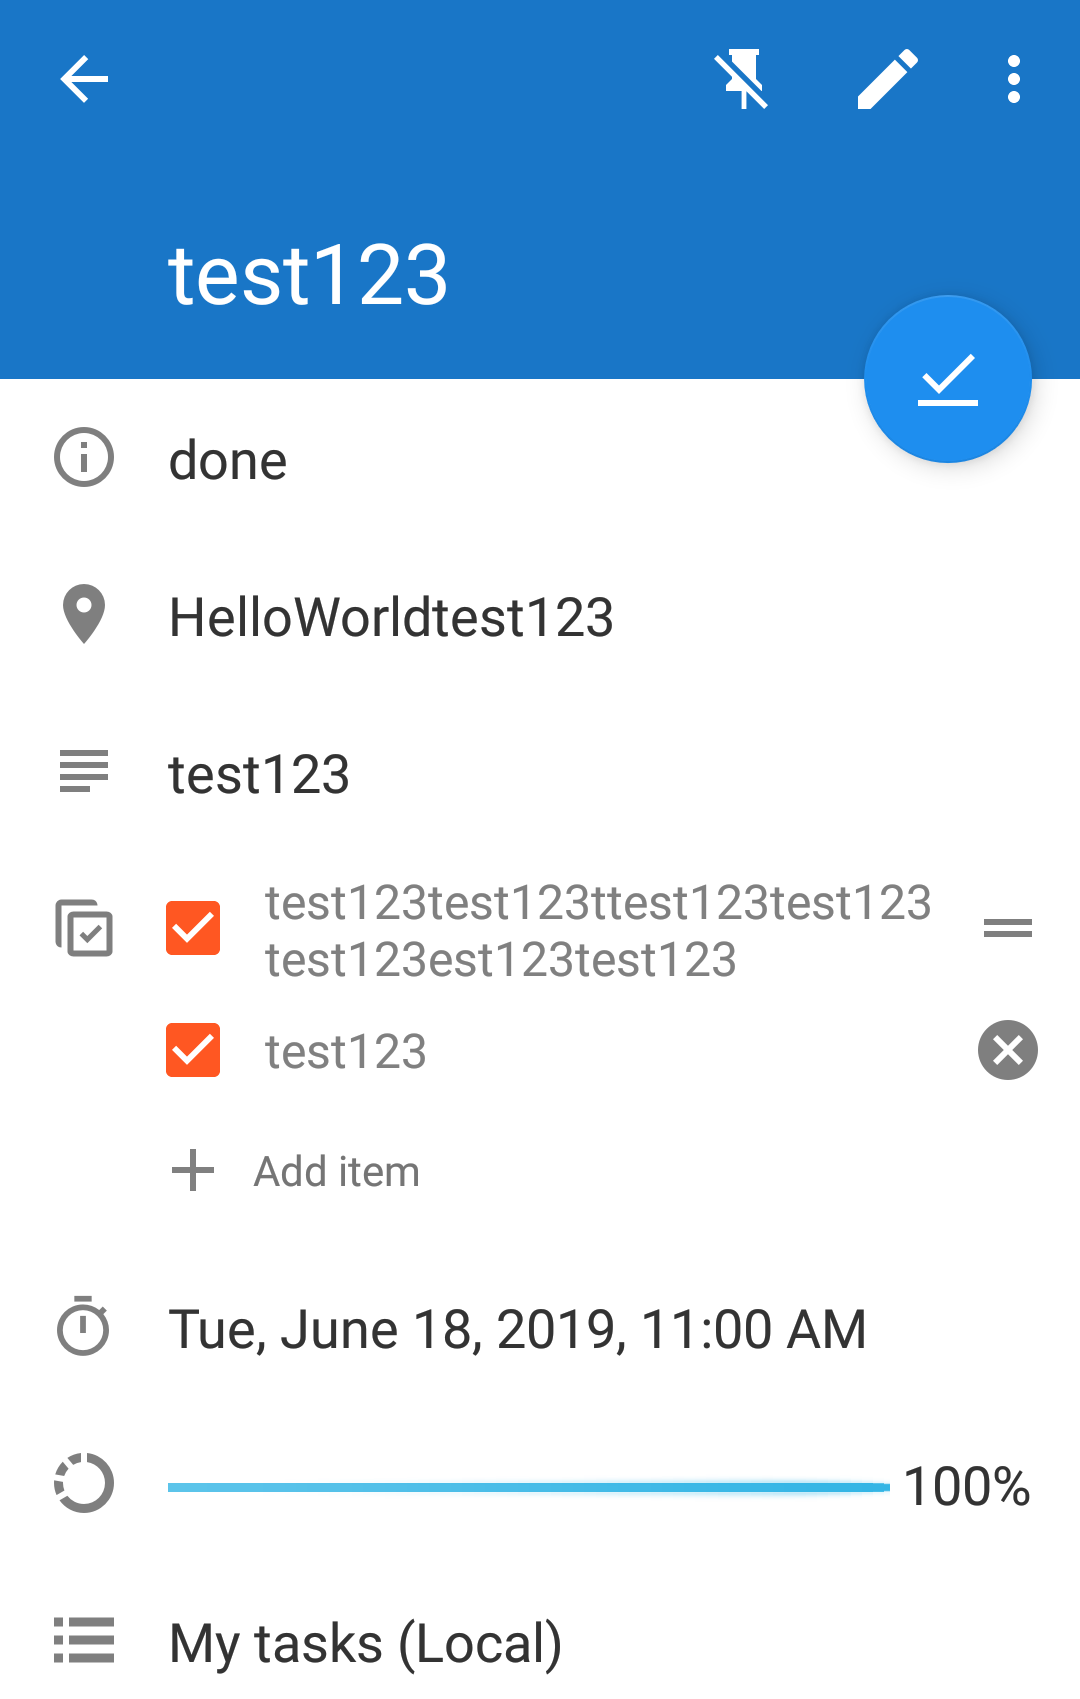 test123
done
HelloWorldtest123
test123
test123test123ttest123test123
test123est123test123
test123
Add item
Tue, June 18, 2019, 11:00 AM
100%
My tasks (Local)